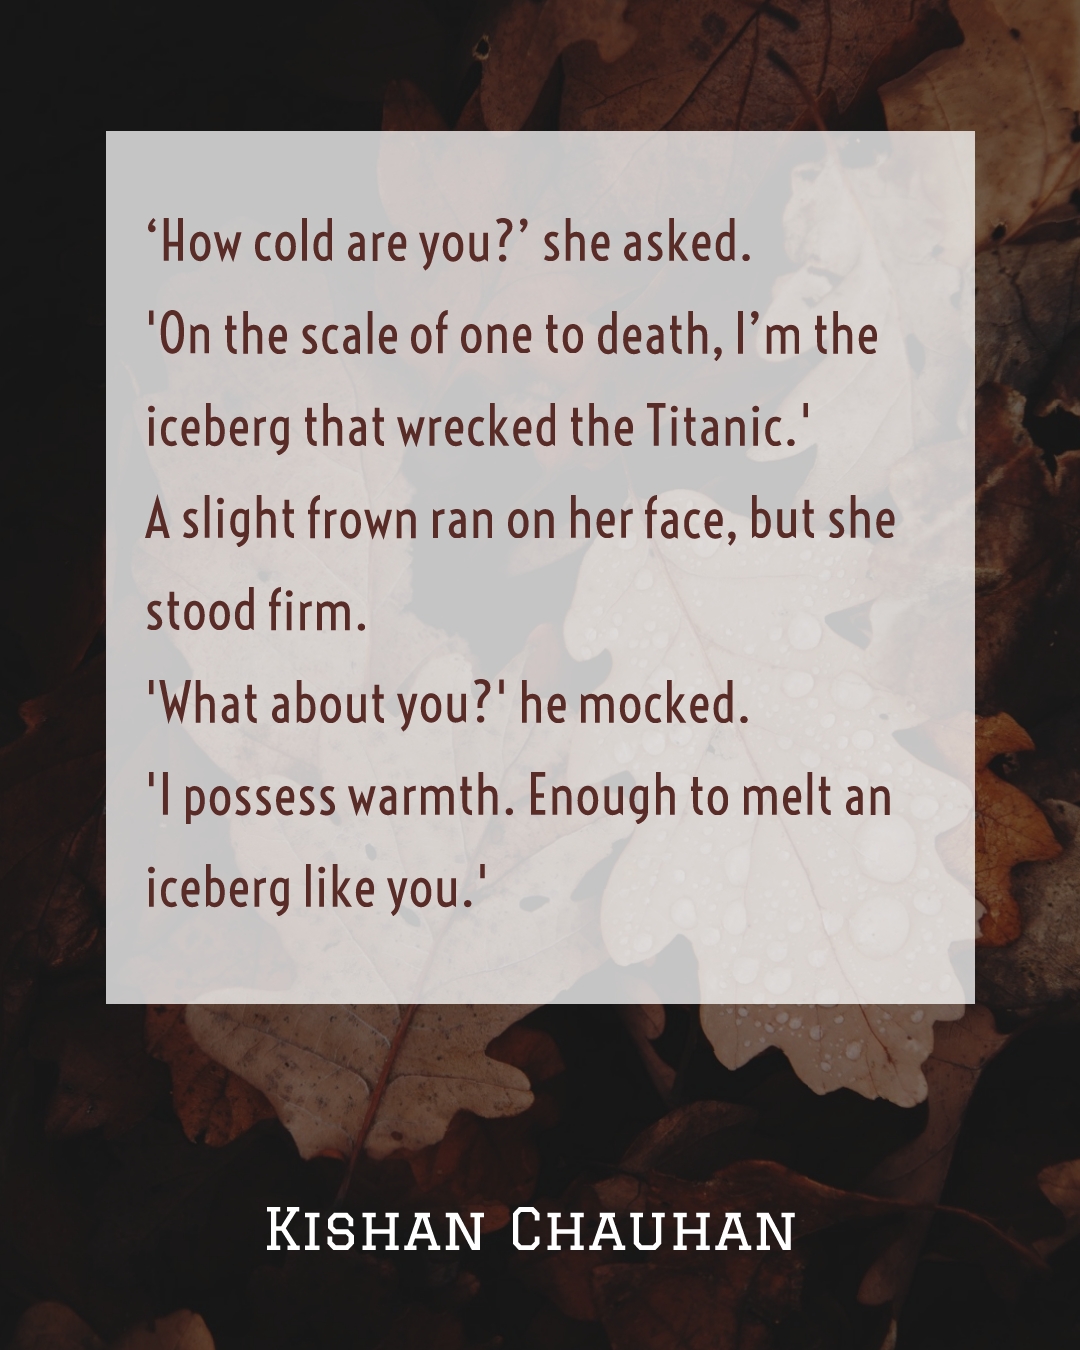 ‘How cold are you?’ she asked.
'On the scale of one to death, I’m the
iceberg that wrecked the Titanic.'
A slight frown ran on her face, but she
stood firm.
'What about you?' he mocked.
'I possess warmth. Enough to melt an
iceberg like you.'
Kishan Chauhan